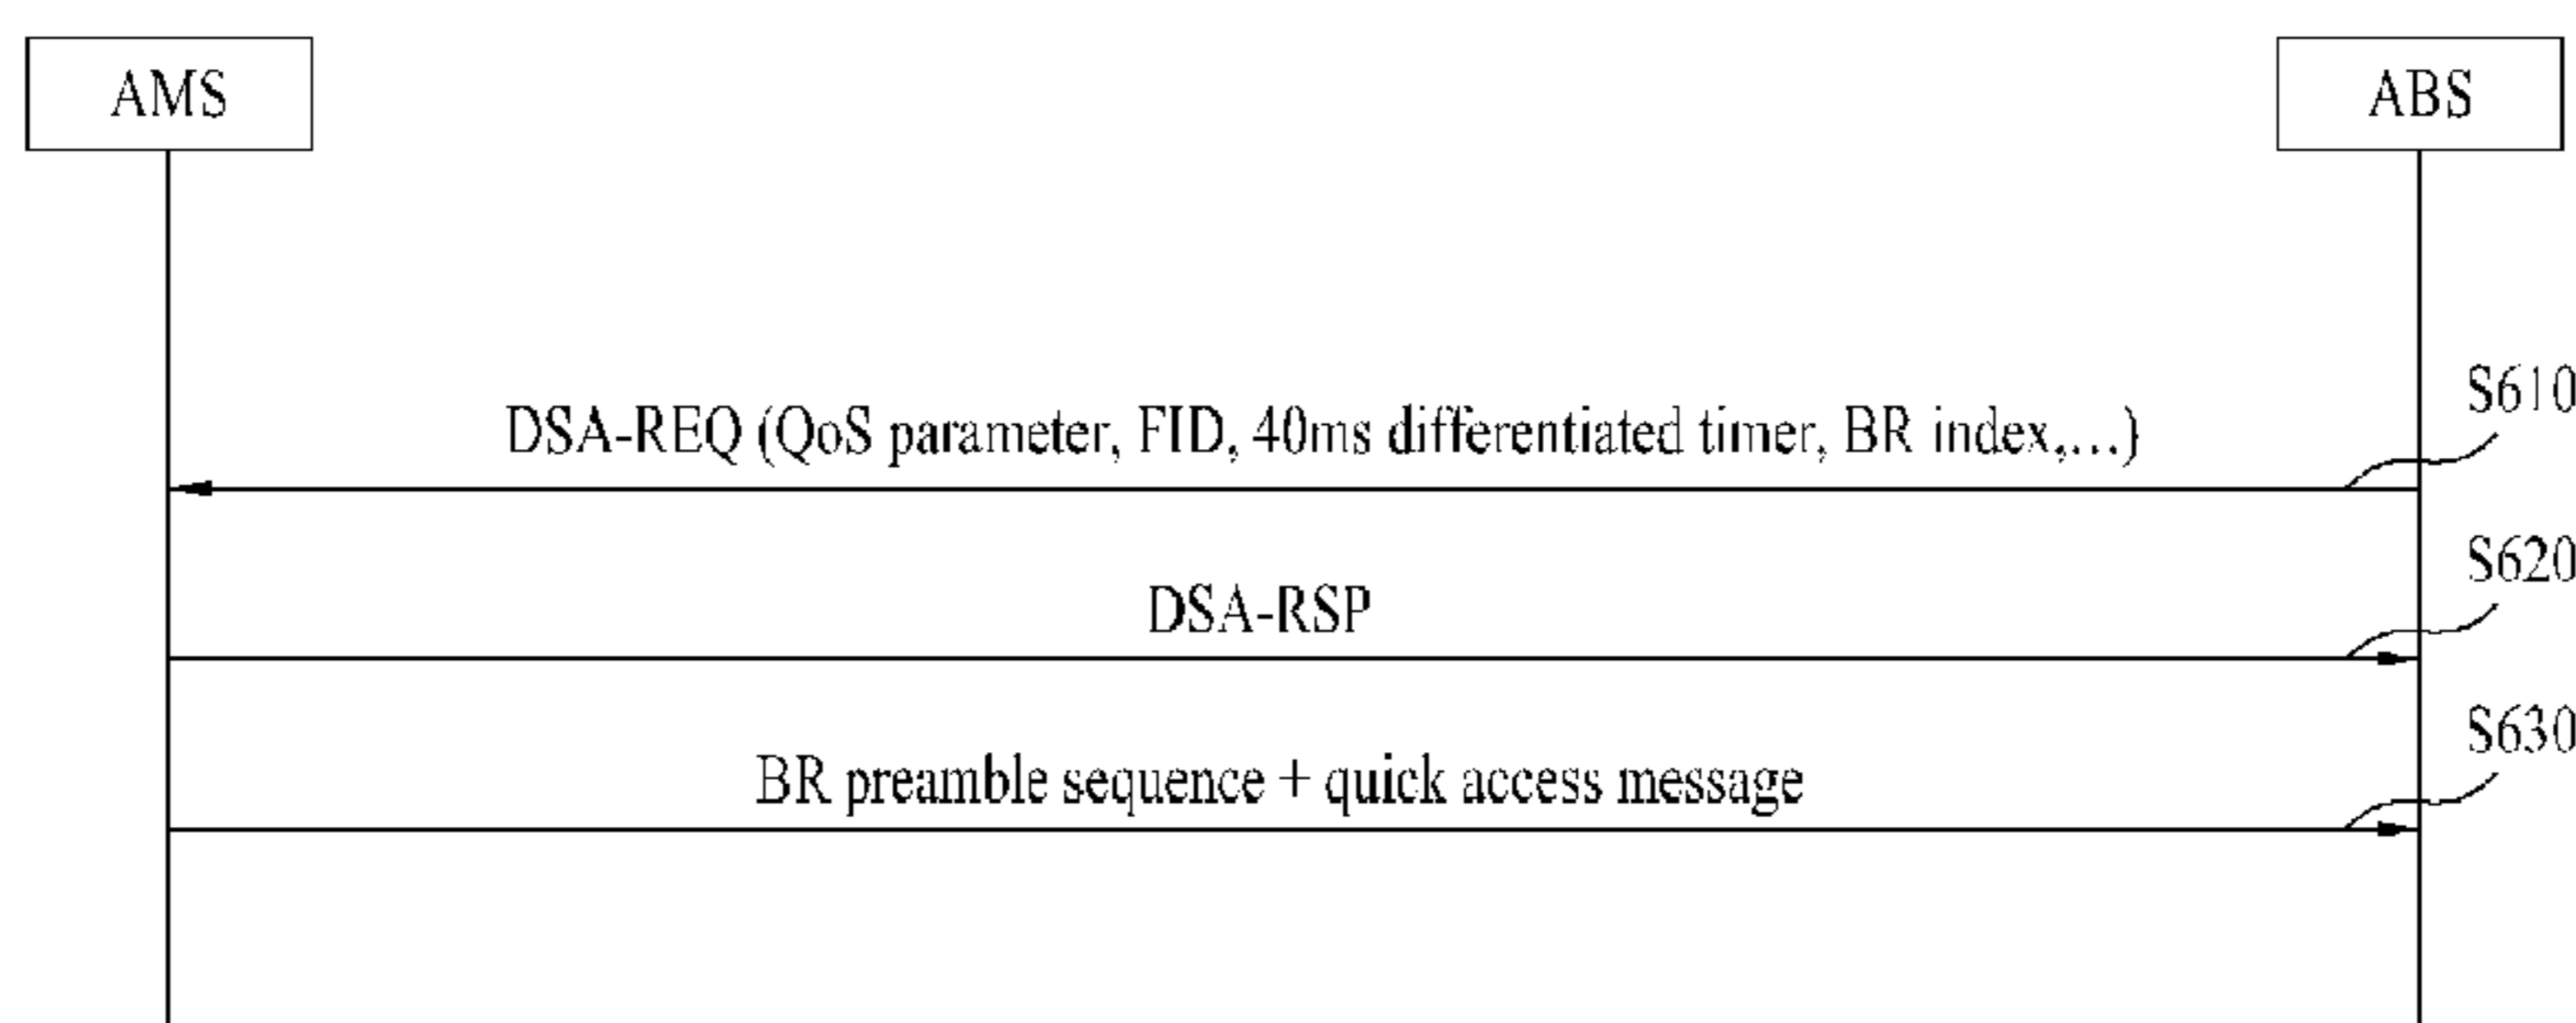 AMS
ABS
S610
DSA-REQ (QoS parameter, FID, 40ms differentiated timer, BR index,...)
S620
DSA-RSP
S630
BR preamble sequence + quick access message